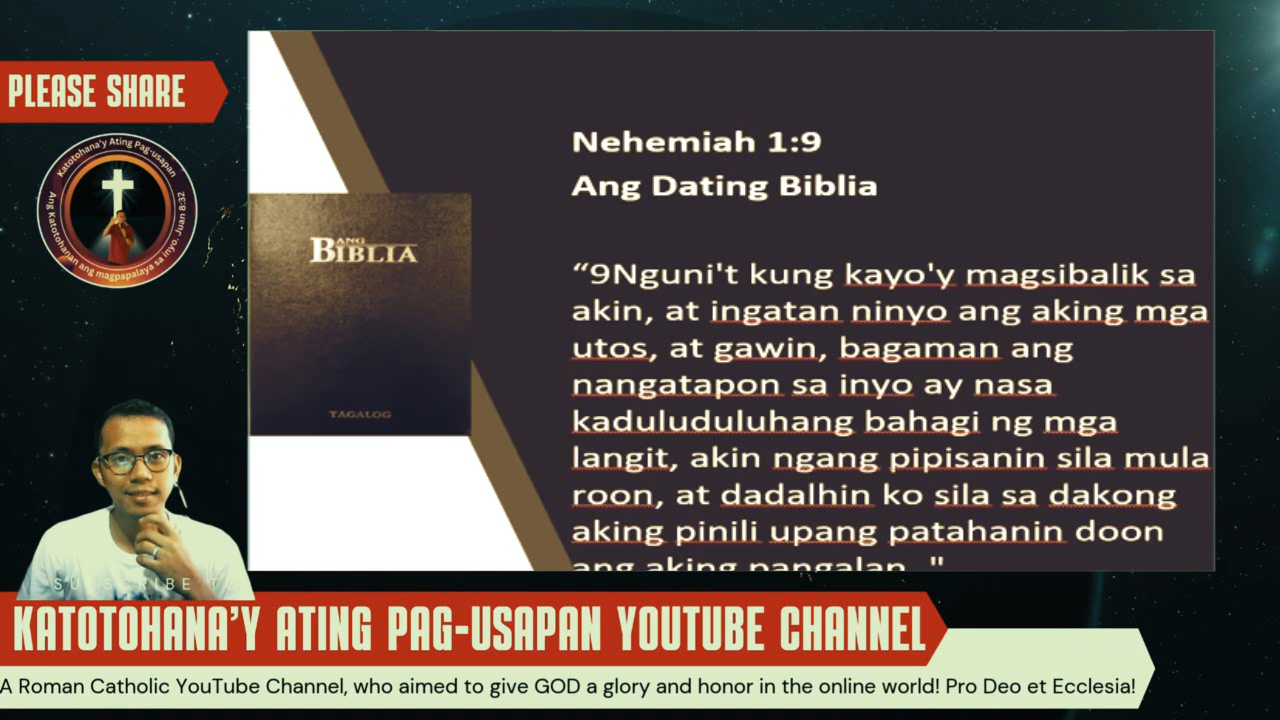 PLEASE SHARE
Katotohana'y Ating Pag-usapan
Ang Katotohanan ang magpapalaya sa inyo. Juan 8:32
ANG
BIBLIA
TAGALOG
Nehemiah 1:9
Ang Dating Biblia
“9Nguni't kung kayo'y magsibalik sa
akin, at ingatan ninyo ang aking mga
utos, at gawin, bagaman ang
nangatapon sa inyo ay nasa
kaduluduluhang bahagi ng mga
langit, akin ngang pipisanin sila mula
roon, at dadalhin ko sila sa dakong
aking pinili upang patahanin doon
ang aking pangalan. "
KATOTOHANA’Y ATING PAG-USAPAN YOUTUBE CHANNEL
A Roman Catholic YouTube Channel, who aimed to give GOD a glory and honor in the online world! Pro Deo et Ecclesia!